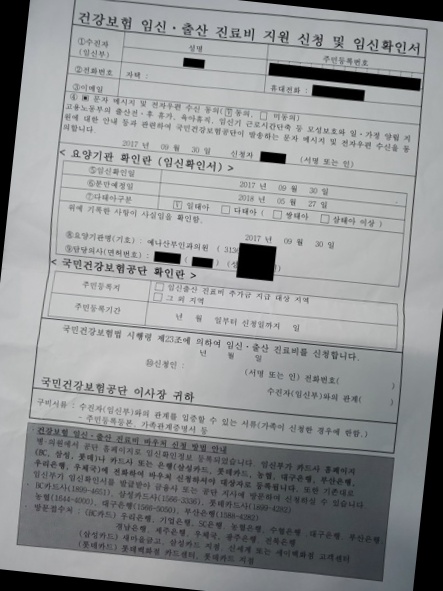 건강보험 임신·출산 진료비 지원 신청 및 임신확인서
①수진자
(임신부)
성명
주민등록번호
②전화번호
자택 :
휴대전화 :
③이메일
④ ▣ 문자 메시지 및 전자우편 수신 동의( 동의, □ 미동의)
고용노동부의 출산전·후 휴가, 육아휴직, 임신기 근로시간단축 등 모성보호와 일·가정 양립 지
원에 대한 안내 등과 관련하여 국민건강보험공단이 발송하는 문자 메시지 및 전자우편 수신을 동
의합니다.
2017 년 09 월 30 일 신청자 (서명 또는 인)
< 요양기관 확인란 (임신확인서) >
⑤임신확인일
2017 년 09 월 30 일
⑥분만예정일
2018 년 05 월 27 일
⑦다태아구분
일태아 □ 다태아 ( □ 쌍태아 □ 삼태아 이상 )
위에 기록한 사항이 사실임을 확인함.
2017 년 09 월 30 일
⑧요양기관명(기호) : 예나산부인과의원 ( 313
⑨담당의사(면허번호) : ( )
< 국민건강보험공단 확인란 >
주민등록지
□ 임신출산 진료비 추가금 지급 대상 지역
□ 그 외 지역
주민등록기간
년 월 일부터 신청일까지 일
국민건강보험법 시행령 제23조에 의하여 임신·출산 진료비를 신청합니다.
년 월 일
⑩신청인 : (서명 또는 인) 전화번호( )
수진자(임신부)와의 관계( )
국민건강보험공단 이사장 귀하
구비서류 : 수진자(임신부)와의 관계를 입증할 수 있는 서류(가족이 신청한 경우에 한함.)
- 주민등록등본, 가족관계증명서 등
· 건강보험 임신·출산 진료비 바우처 신청 방법 안내
병·의원에서 공단 홈페이지로 임신확인정보 등록되었습니다. 임신부가 카드사 홈페이지
(BC, 삼성, 롯데)나 카드사 또는 은행(삼성카드, 롯데카드, 농협, 대구은행, 부산은행,
우리은행, 우체국)에 전화하여 바우처 신청하셔야 대상자로 등록됩니다. 또한 기존대로
임신부가 임신확인서를 발급받아 금융사 또는 공단 지사에 방문하여 신청하실 수 있습니다.
BC카드사(1899-4651), 삼성카드사(1566-3336), 롯데카드사(1899-4282)
농협(1644-4000), 대구은행(1566-5050), 부산은행(1588-6200)
· 방문접수처 : (BC카드) 우리은행, 기업은행, SC은행, 농협은행, 수협은행 대구은행 부산은행
경남은행, 제주은행, 우체국, 광주은행 전북은행
(삼성카드) 새마을금고, 삼성카드 지점, 신세계 또는 새이백화점 고객센터
(롯데카드) 롯데백화점 카드센터, 롯데카드 지점